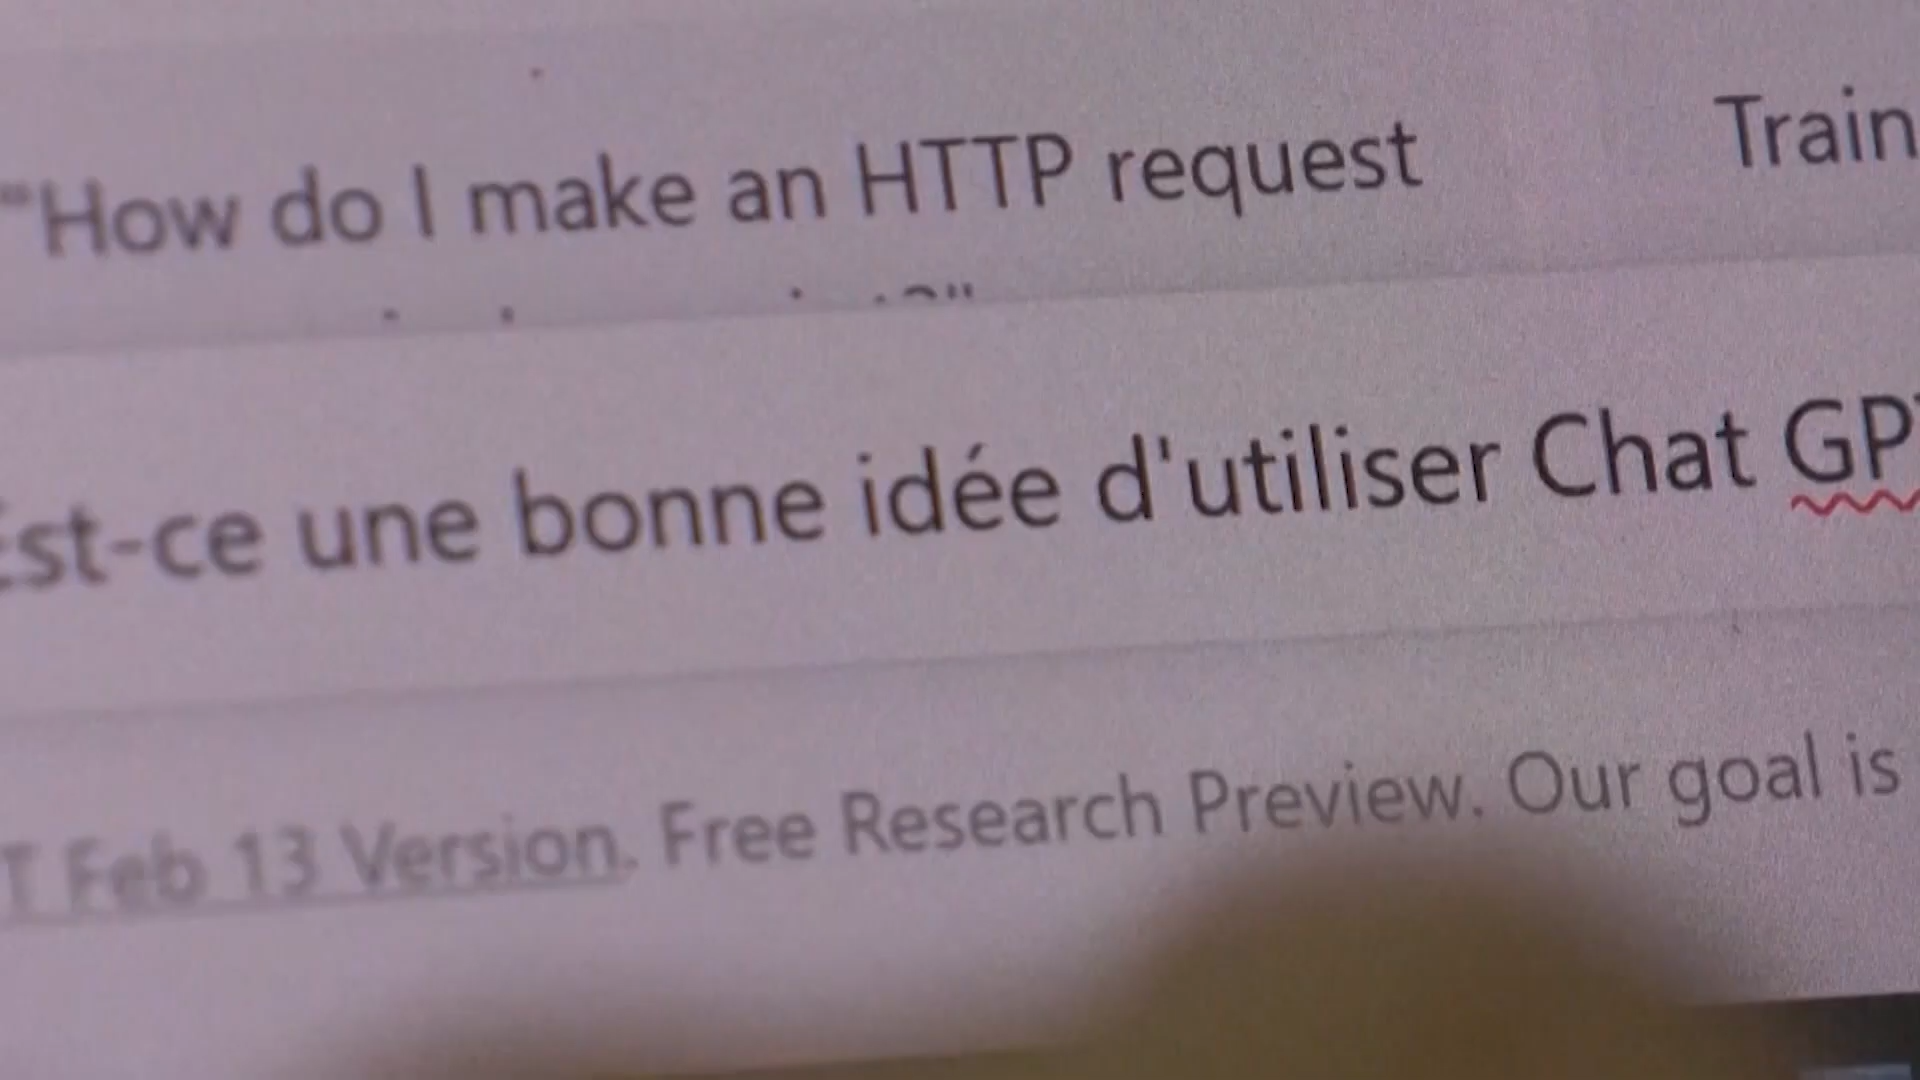 "How do I make an HTTP request
Train
Est-ce une bonne idée d'utiliser Chat GP
T Feb 13 Version. Free Research Preview. Our goal is